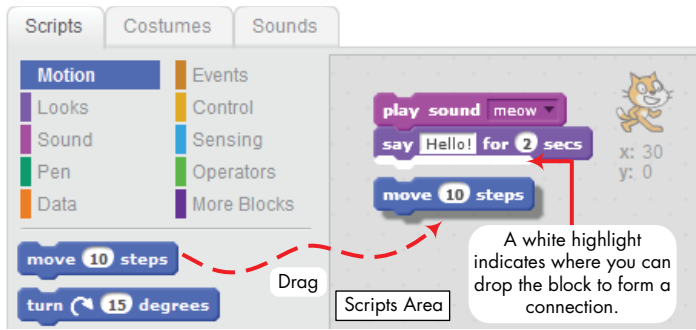 Scripts Costumes Sounds
Motion Events
Looks Control
Sound Sensing
Pen Operators
Data More Blocks
move 10 steps
turn 15 degrees
Drag
play sound meow
say Hello! for 2 secs
move 10 steps
x: 30
y: 0
Scripts Area
A white highlight
indicates where you can
drop the block to form a
connection.